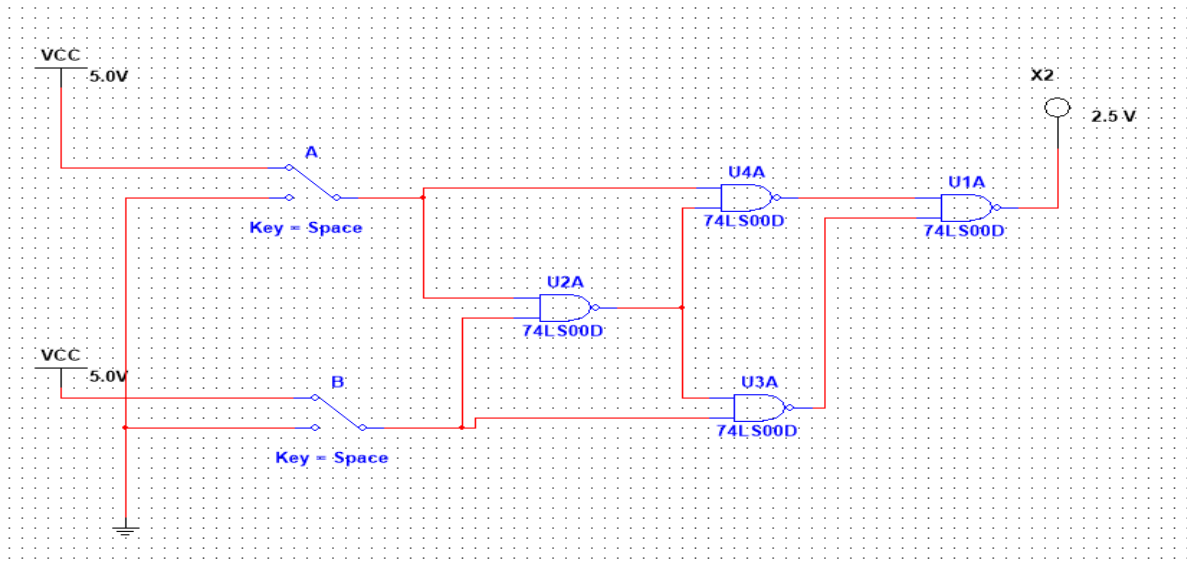 VCC
5.0V
X2
2.5 V
A
Key = Space
U4A
74LS00D
U1A
74LS00D
U2A
74LS00D
VCC
5.0V
B
Key = Space
U3A
74LS00D